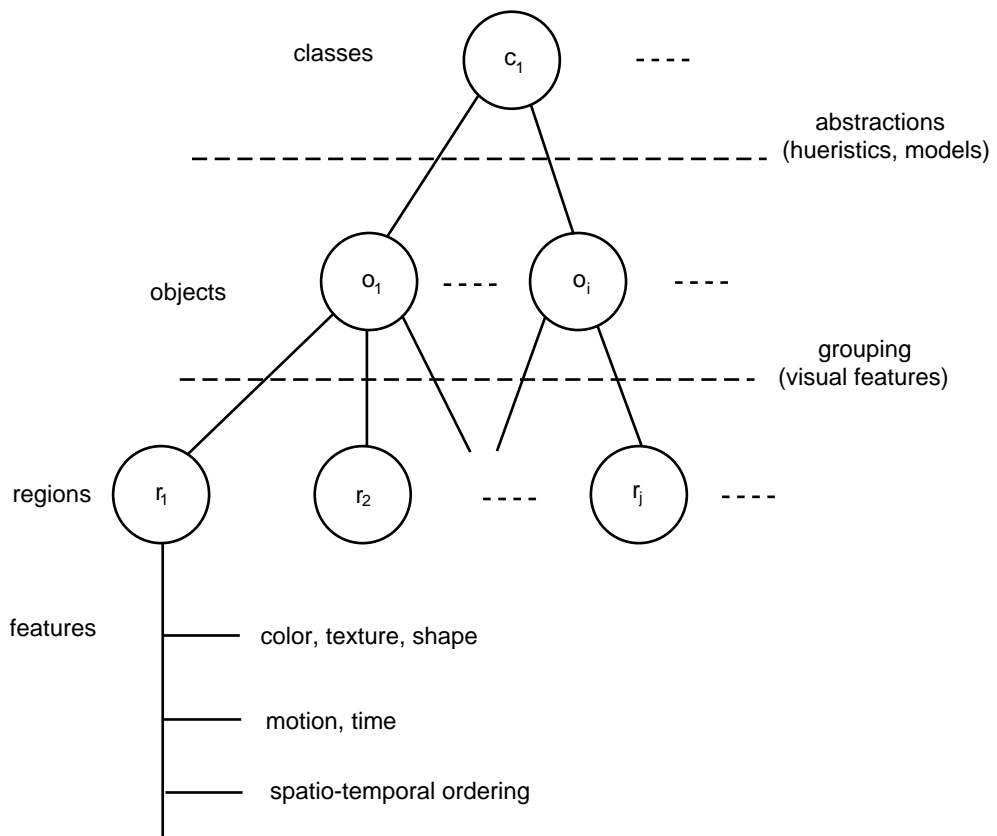 classes
c1
abstractions
(hueristics, models)
objects
o1
oi
grouping
(visual features)
regions
r1
r2
rj
features
color, texture, shape
motion, time
spatio-temporal ordering